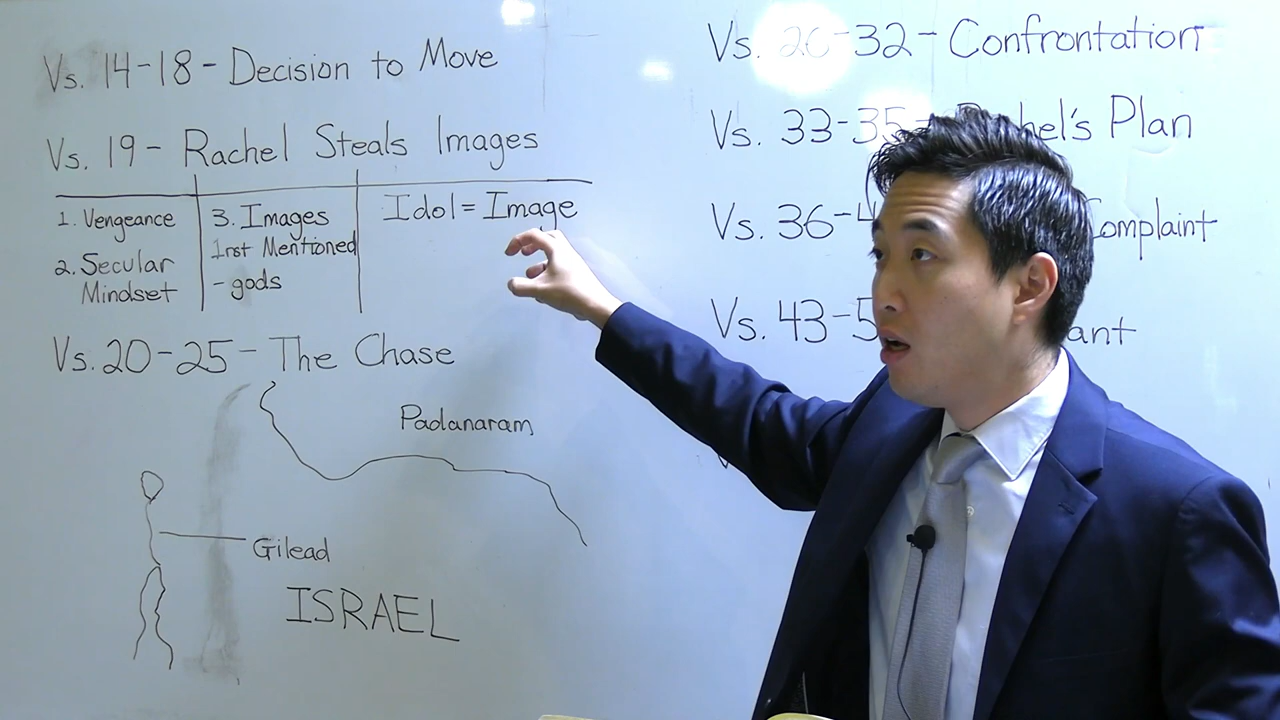 Vs. 14-18 - Decision to Move
Vs. 19 - Rachel Steals Images
1. Vengeance
2. Secular
Mindset
3. Images
1rst Mentioned
- gods
Idol = Image
Vs. 20-25 - The Chase
Padanaram
Gilead
ISRAEL
Vs. 26-32 - Confrontation
Vs. 33-35 - Plan
Vs. 36-4 Complaint
Vs. 43-5